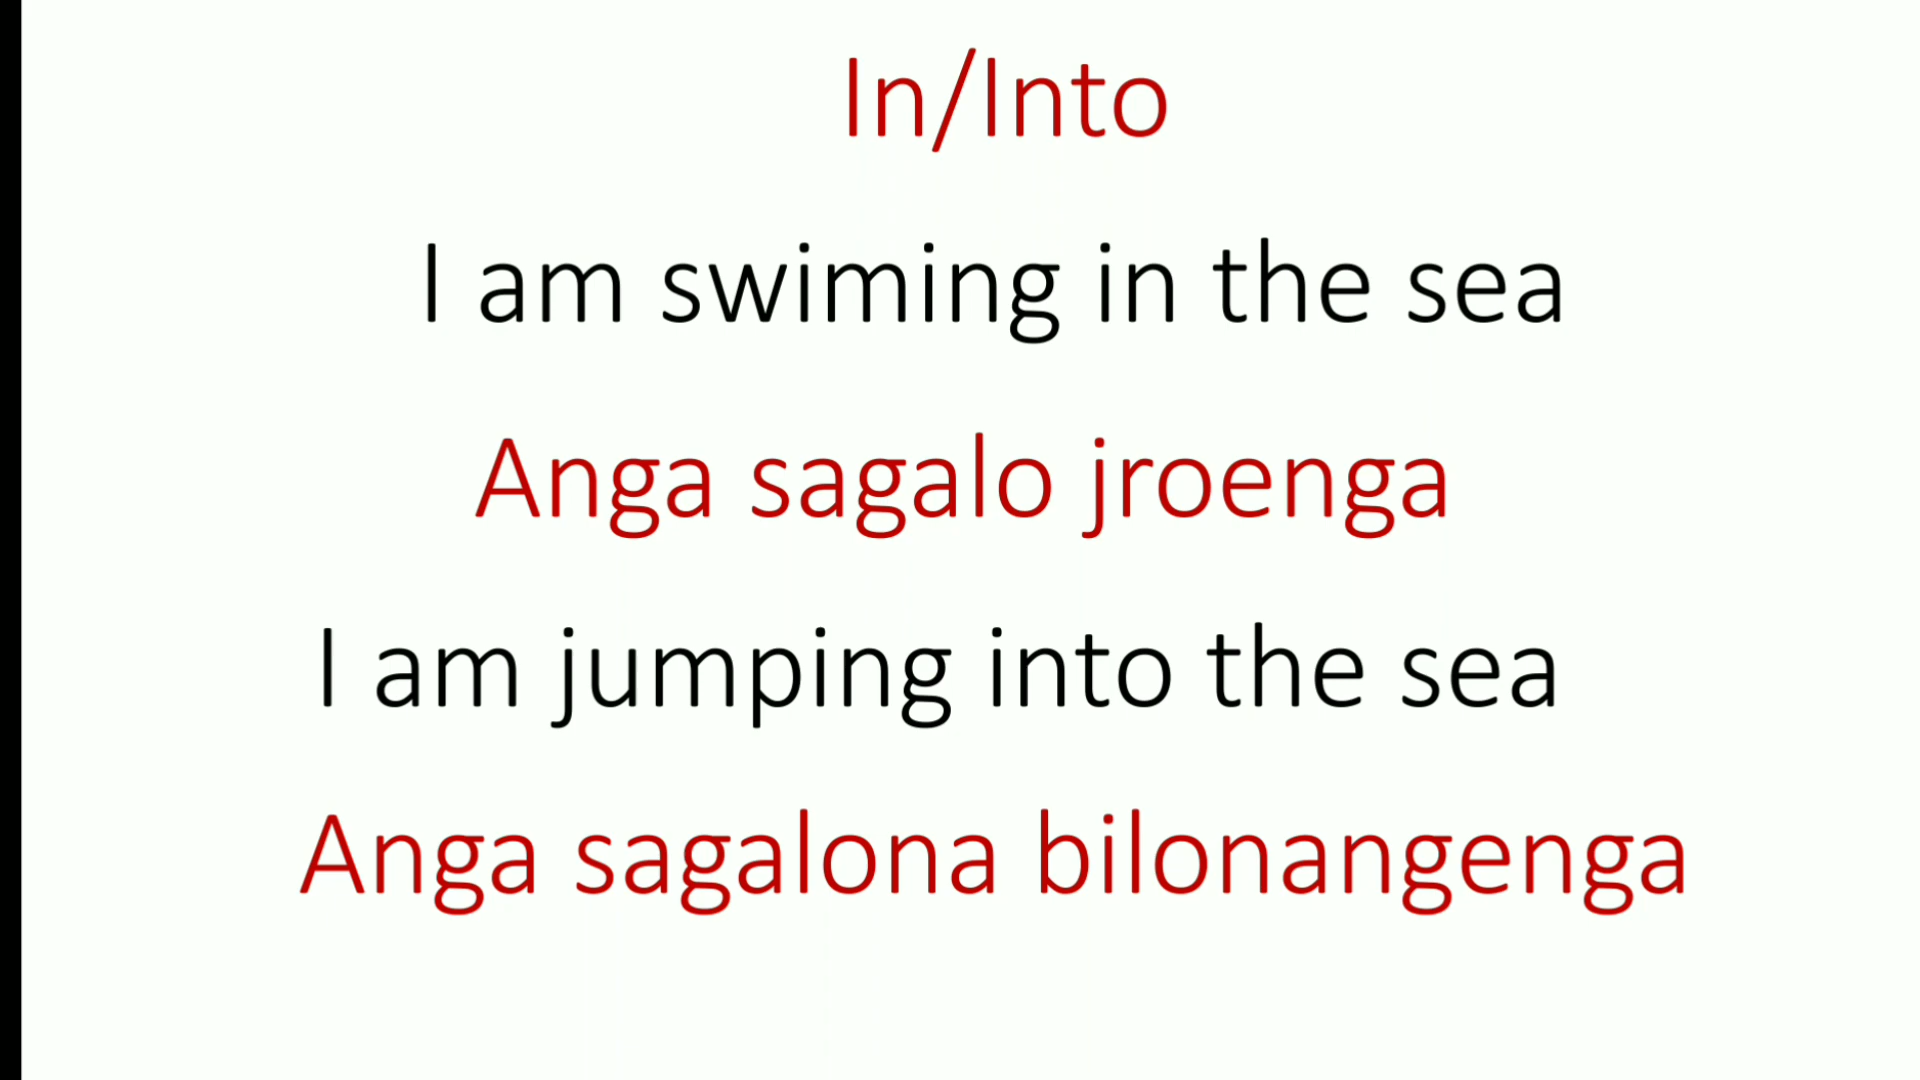 In/Into
I am swiming in the sea
Anga sagalo jroenga
I am jumping into the sea
Anga sagalona bilonangenga